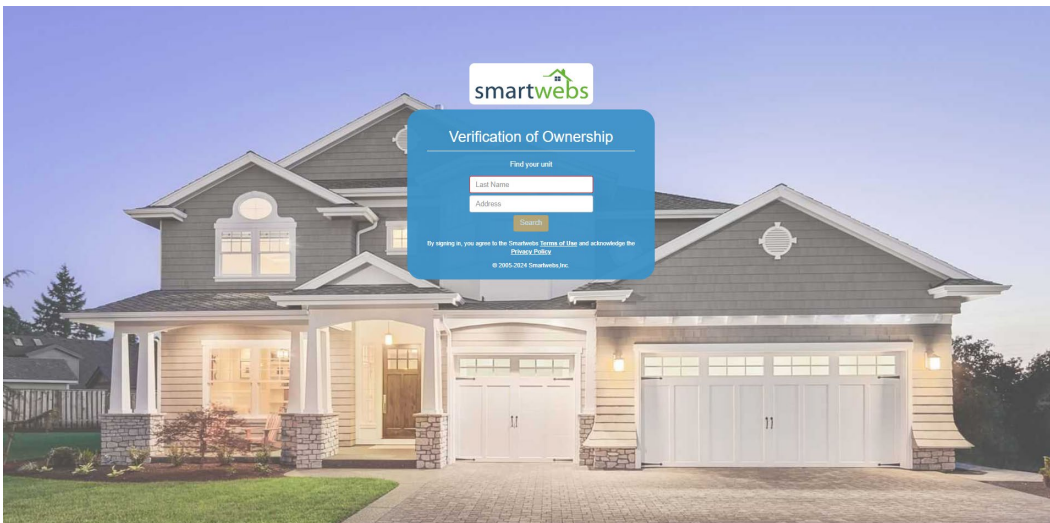 smartwebs
Verification of Ownership
Find your unit
Last Name
Address
Search
By signing in, you agree to the Smartwebs Terms of Use and acknowledge the
Privacy Policy
© 2005-2024 Smartwebs,Inc.